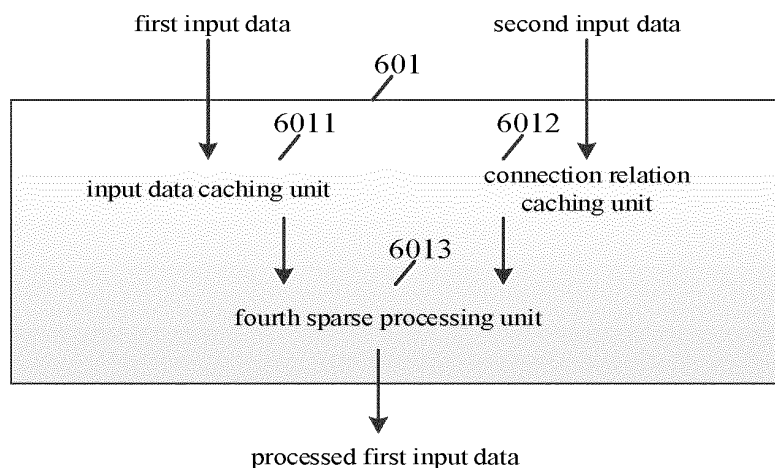 first input data
second input data
601
6011
6012
input data caching unit
connection relation
caching unit
6013
fourth sparse processing unit
processed first input data